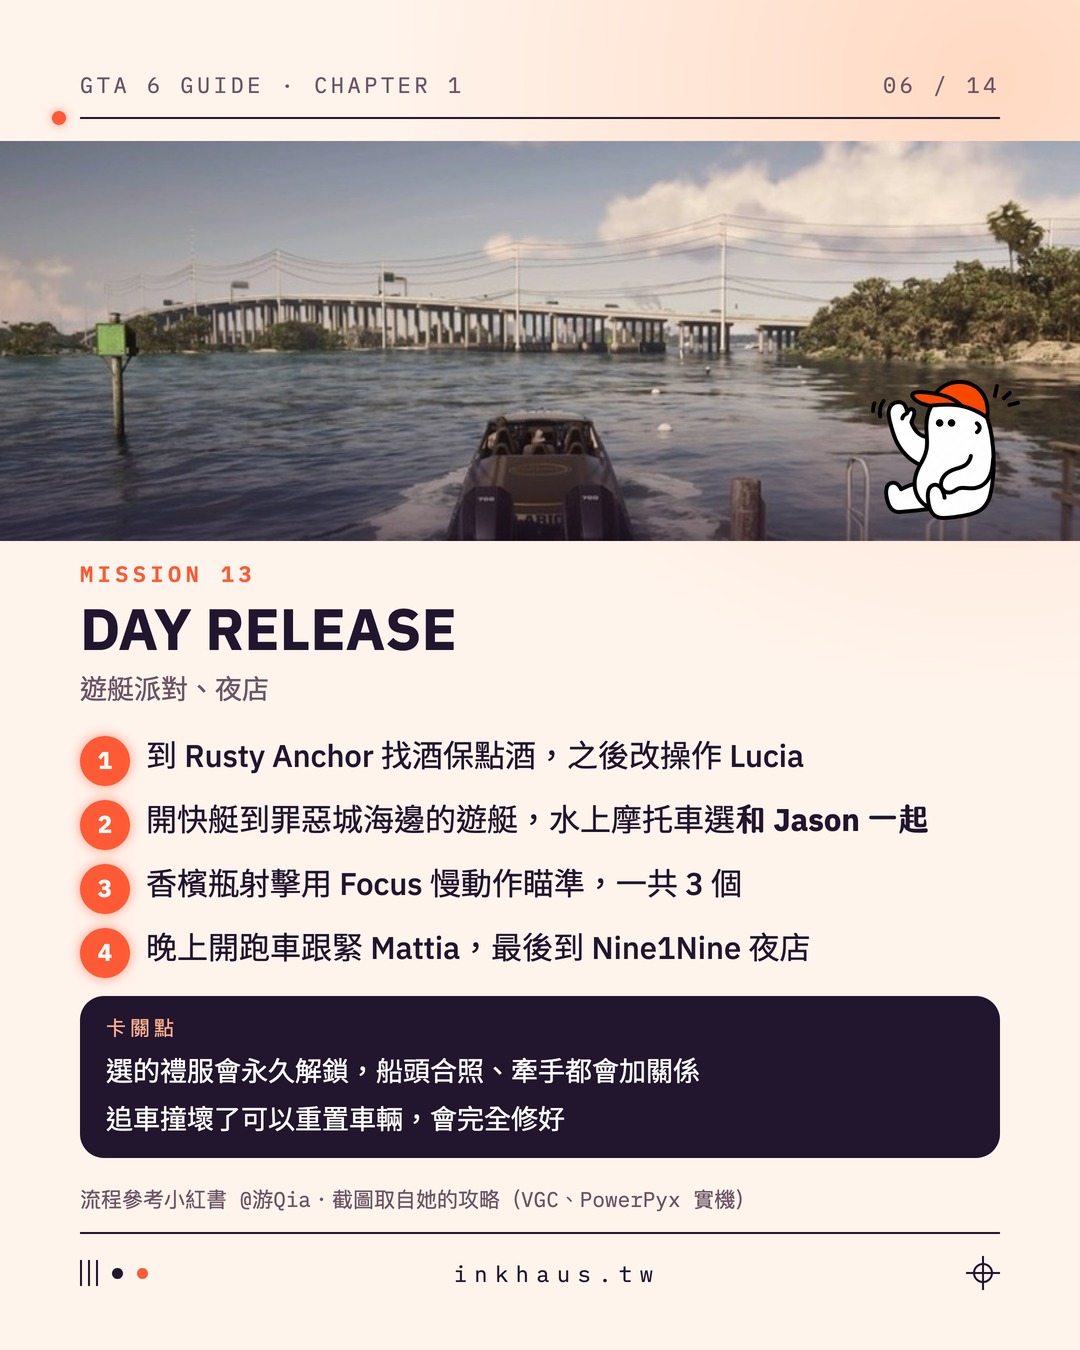 GTA 6 GUIDE · CHAPTER 1
06 / 14
700
700
MISSION 13
DAY RELEASE
遊艇派對、夜店
1 到 Rusty Anchor 找酒保點酒，之後改操作 Lucia
2 開快艇到罪惡城海邊的遊艇，水上摩托車選和 Jason 一起
3 香檳瓶射擊用 Focus 慢動作瞄準，一共 3 個
4 晚上開跑車跟緊 Mattia，最後到 Nine1Nine 夜店
卡關點
選的禮服會永久解鎖，船頭合照、牽手都會加關係
追車撞壞了可以重置車輛，會完全修好
流程參考小紅書 @游Qia · 截圖取自她的攻略（VGC、PowerPyx 實機）
inkhaus.tw